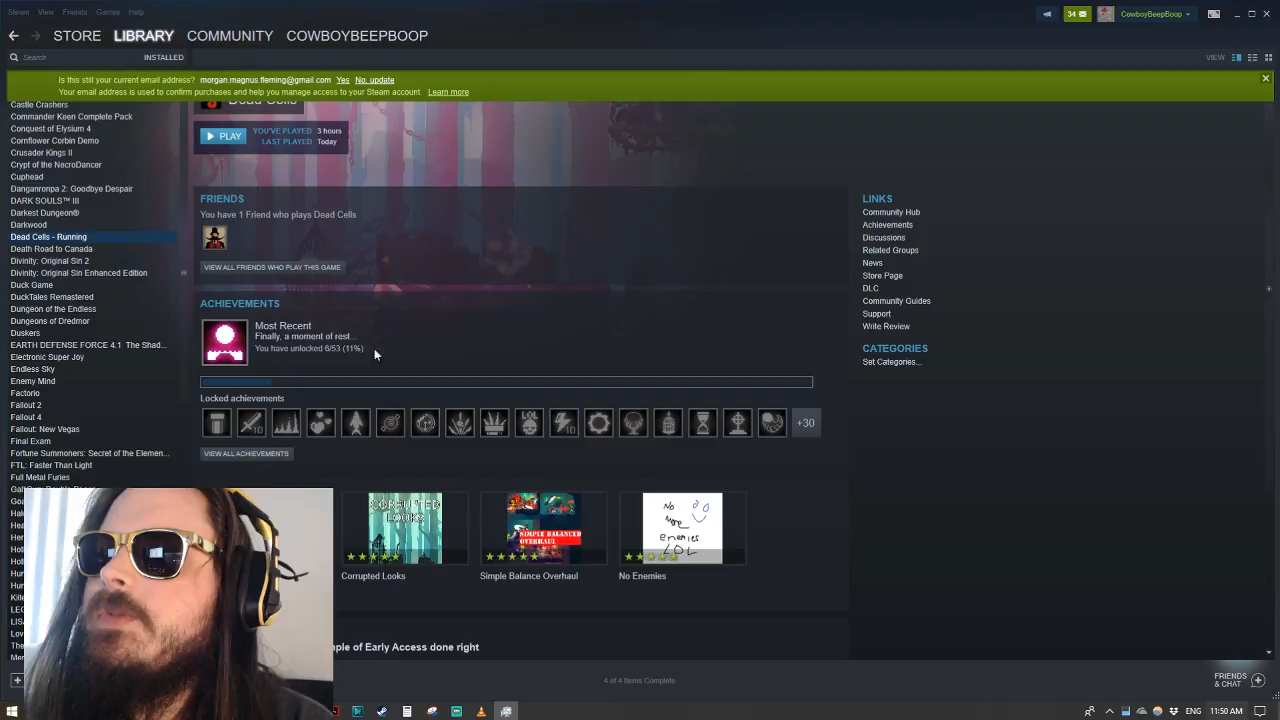 Steam View Friends Games Help
34 CowboyBeepBoop
STORE LIBRARY COMMUNITY COWBOYBEEPBOOP
Search INSTALLED VIEW
Is this still your current email address? morgan.magnus.fleming@gmail.com Yes No, update
Your email address is used to confirm purchases and help you manage access to your Steam account. Learn more
Castle Crashers
Commander Keen Complete Pack
Conquest of Elysium 4
Cornflower Corbin Demo
Crusader Kings II
Crypt of the NecroDancer
Cuphead
Danganronpa 2: Goodbye Despair
DARK SOULS™ III
Darkest Dungeon®
Darkwood
Dead Cells - Running
Death Road to Canada
Divinity: Original Sin 2
Divinity: Original Sin Enhanced Edition
Duck Game
DuckTales Remastered
Dungeon of the Endless
Dungeons of Dredmor
Duskers
EARTH DEFENSE FORCE 4.1 The Shad...
Electronic Super Joy
Endless Sky
Enemy Mind
Factorio
Fallout 2
Fallout 4
Fallout: New Vegas
Final Exam
Fortune Summoners: Secret of the Elemen...
FTL: Faster Than Light
Full Metal Furies
Dead Cells
PLAY
YOU'VE PLAYED 3 hours
LAST PLAYED Today
FRIENDS
You have 1 Friend who plays Dead Cells
VIEW ALL FRIENDS WHO PLAY THIS GAME
ACHIEVEMENTS
Most Recent
Finally, a moment of rest...
You have unlocked 6/53 (11%)
Locked achievements
10 LOL 10 +30
VIEW ALL ACHIEVEMENTS
CORRUPTED LOOKS
Corrupted Looks
SIMPLE BALANCED
OVERHAUL
Simple Balance Overhaul
No
More
Enemies
LOL
No Enemies
ple of Early Access done right
LINKS
Community Hub
Achievements
Discussions
Related Groups
News
Store Page
DLC
Community Guides
Support
Write Review
CATEGORIES
Set Categories...
4 of 4 Items Complete
FRIENDS
& CHAT
11:50 AM